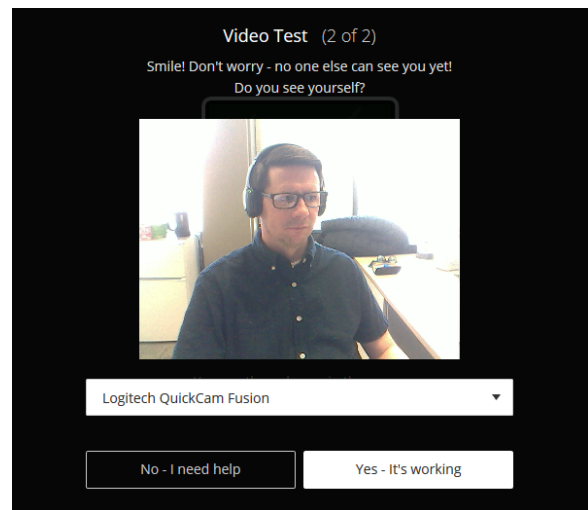 Video Test (2 of 2)
Smile! Don't worry - no one else can see you yet!
Do you see yourself?
Logitech QuickCam Fusion
No - I need help
Yes - It's working